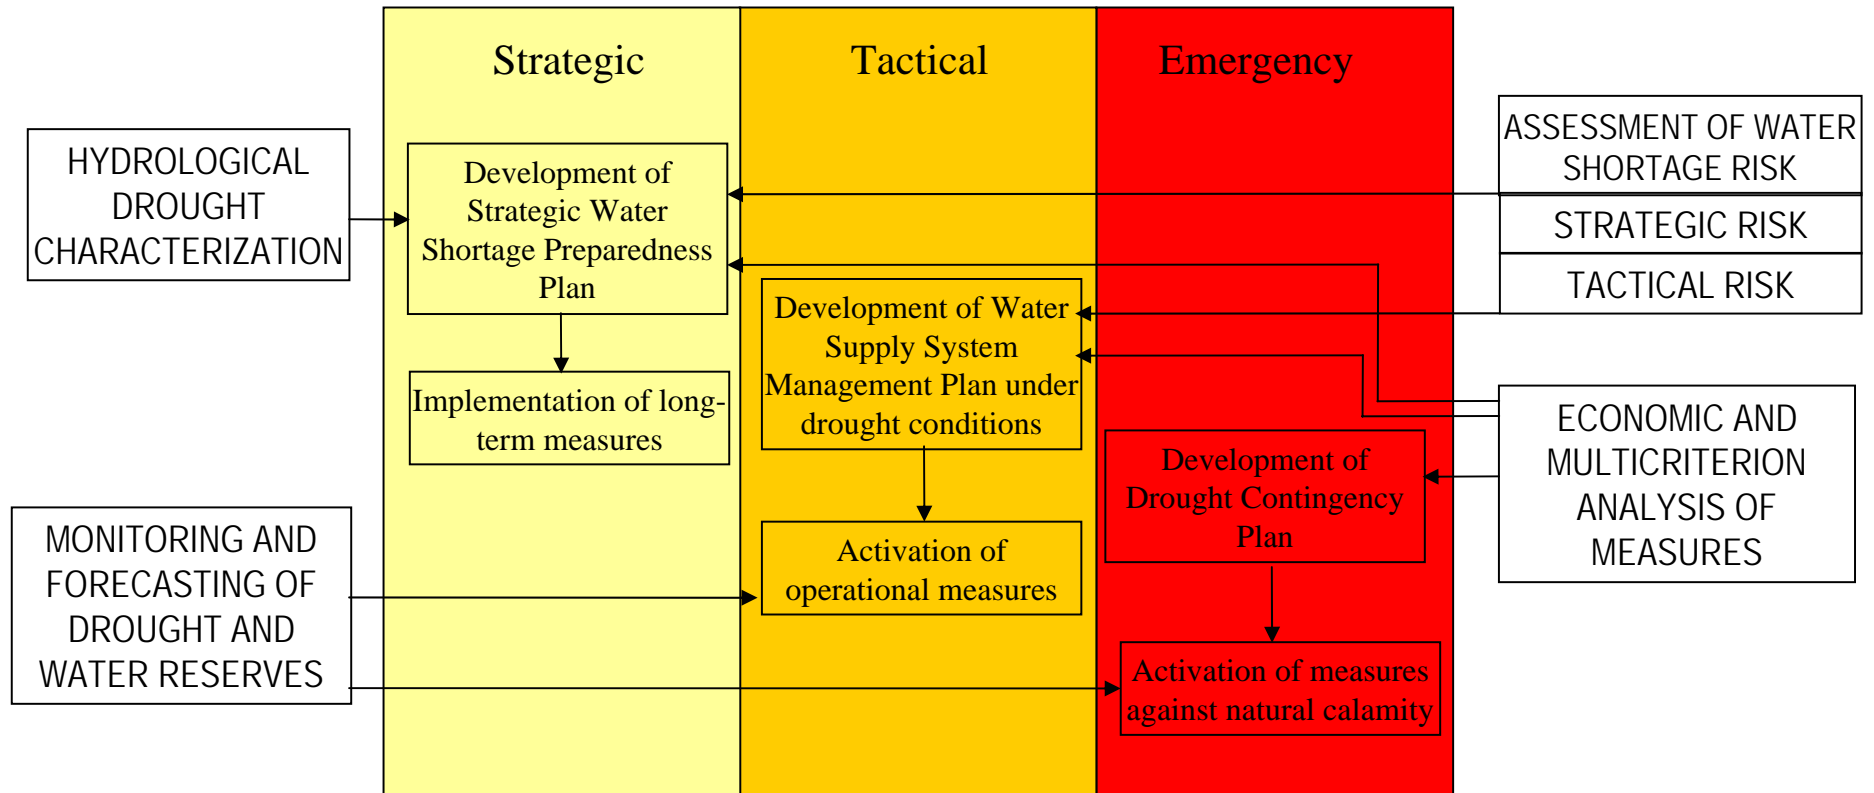 Strategic
Tactical
Emergency
HYDROLOGICAL
DROUGHT
CHARACTERIZATION
MONITORING AND
FORECASTING OF
DROUGHT AND
WATER RESERVES
Development of
Strategic Water
Shortage Preparedness
Plan
Implementation of long-
term measures
Development of Water
Supply System
Management Plan under
drought conditions
Activation of
operational measures
Development of
Drought Contingency
Plan
Activation of measures
against natural calamity
ASSESSMENT OF WATER
SHORTAGE RISK
STRATEGIC RISK
TACTICAL RISK
ECONOMIC AND
MULTICRITERION
ANALYSIS OF
MEASURES